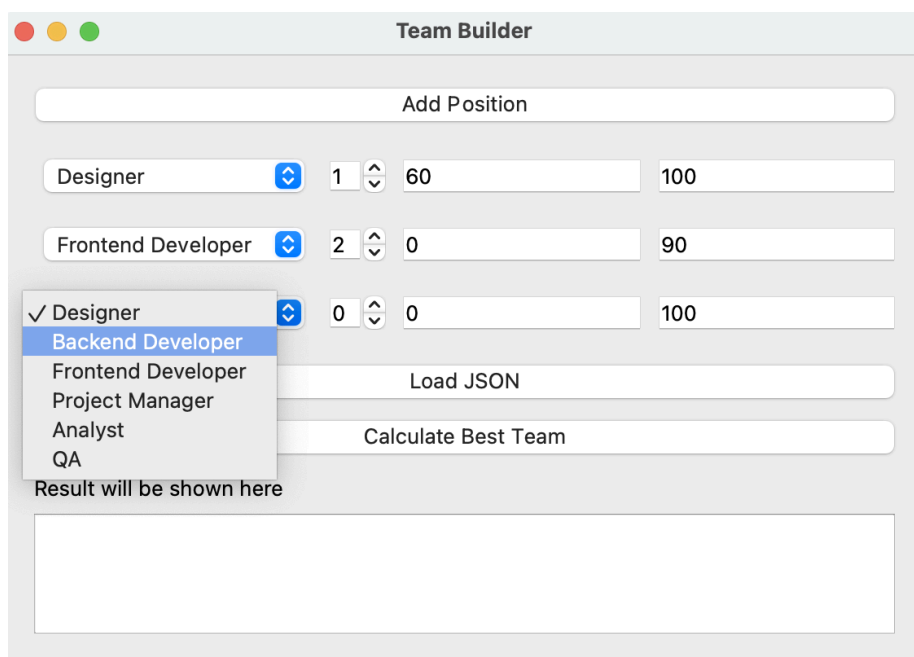 Team Builder
Add Position
Designer 1 60 100
Frontend Developer 2 0 90
✓ Designer 0 0 100
Backend Developer
Frontend Developer
Load JSON
Project Manager
Analyst
Calculate Best Team
QA
Result will be shown here